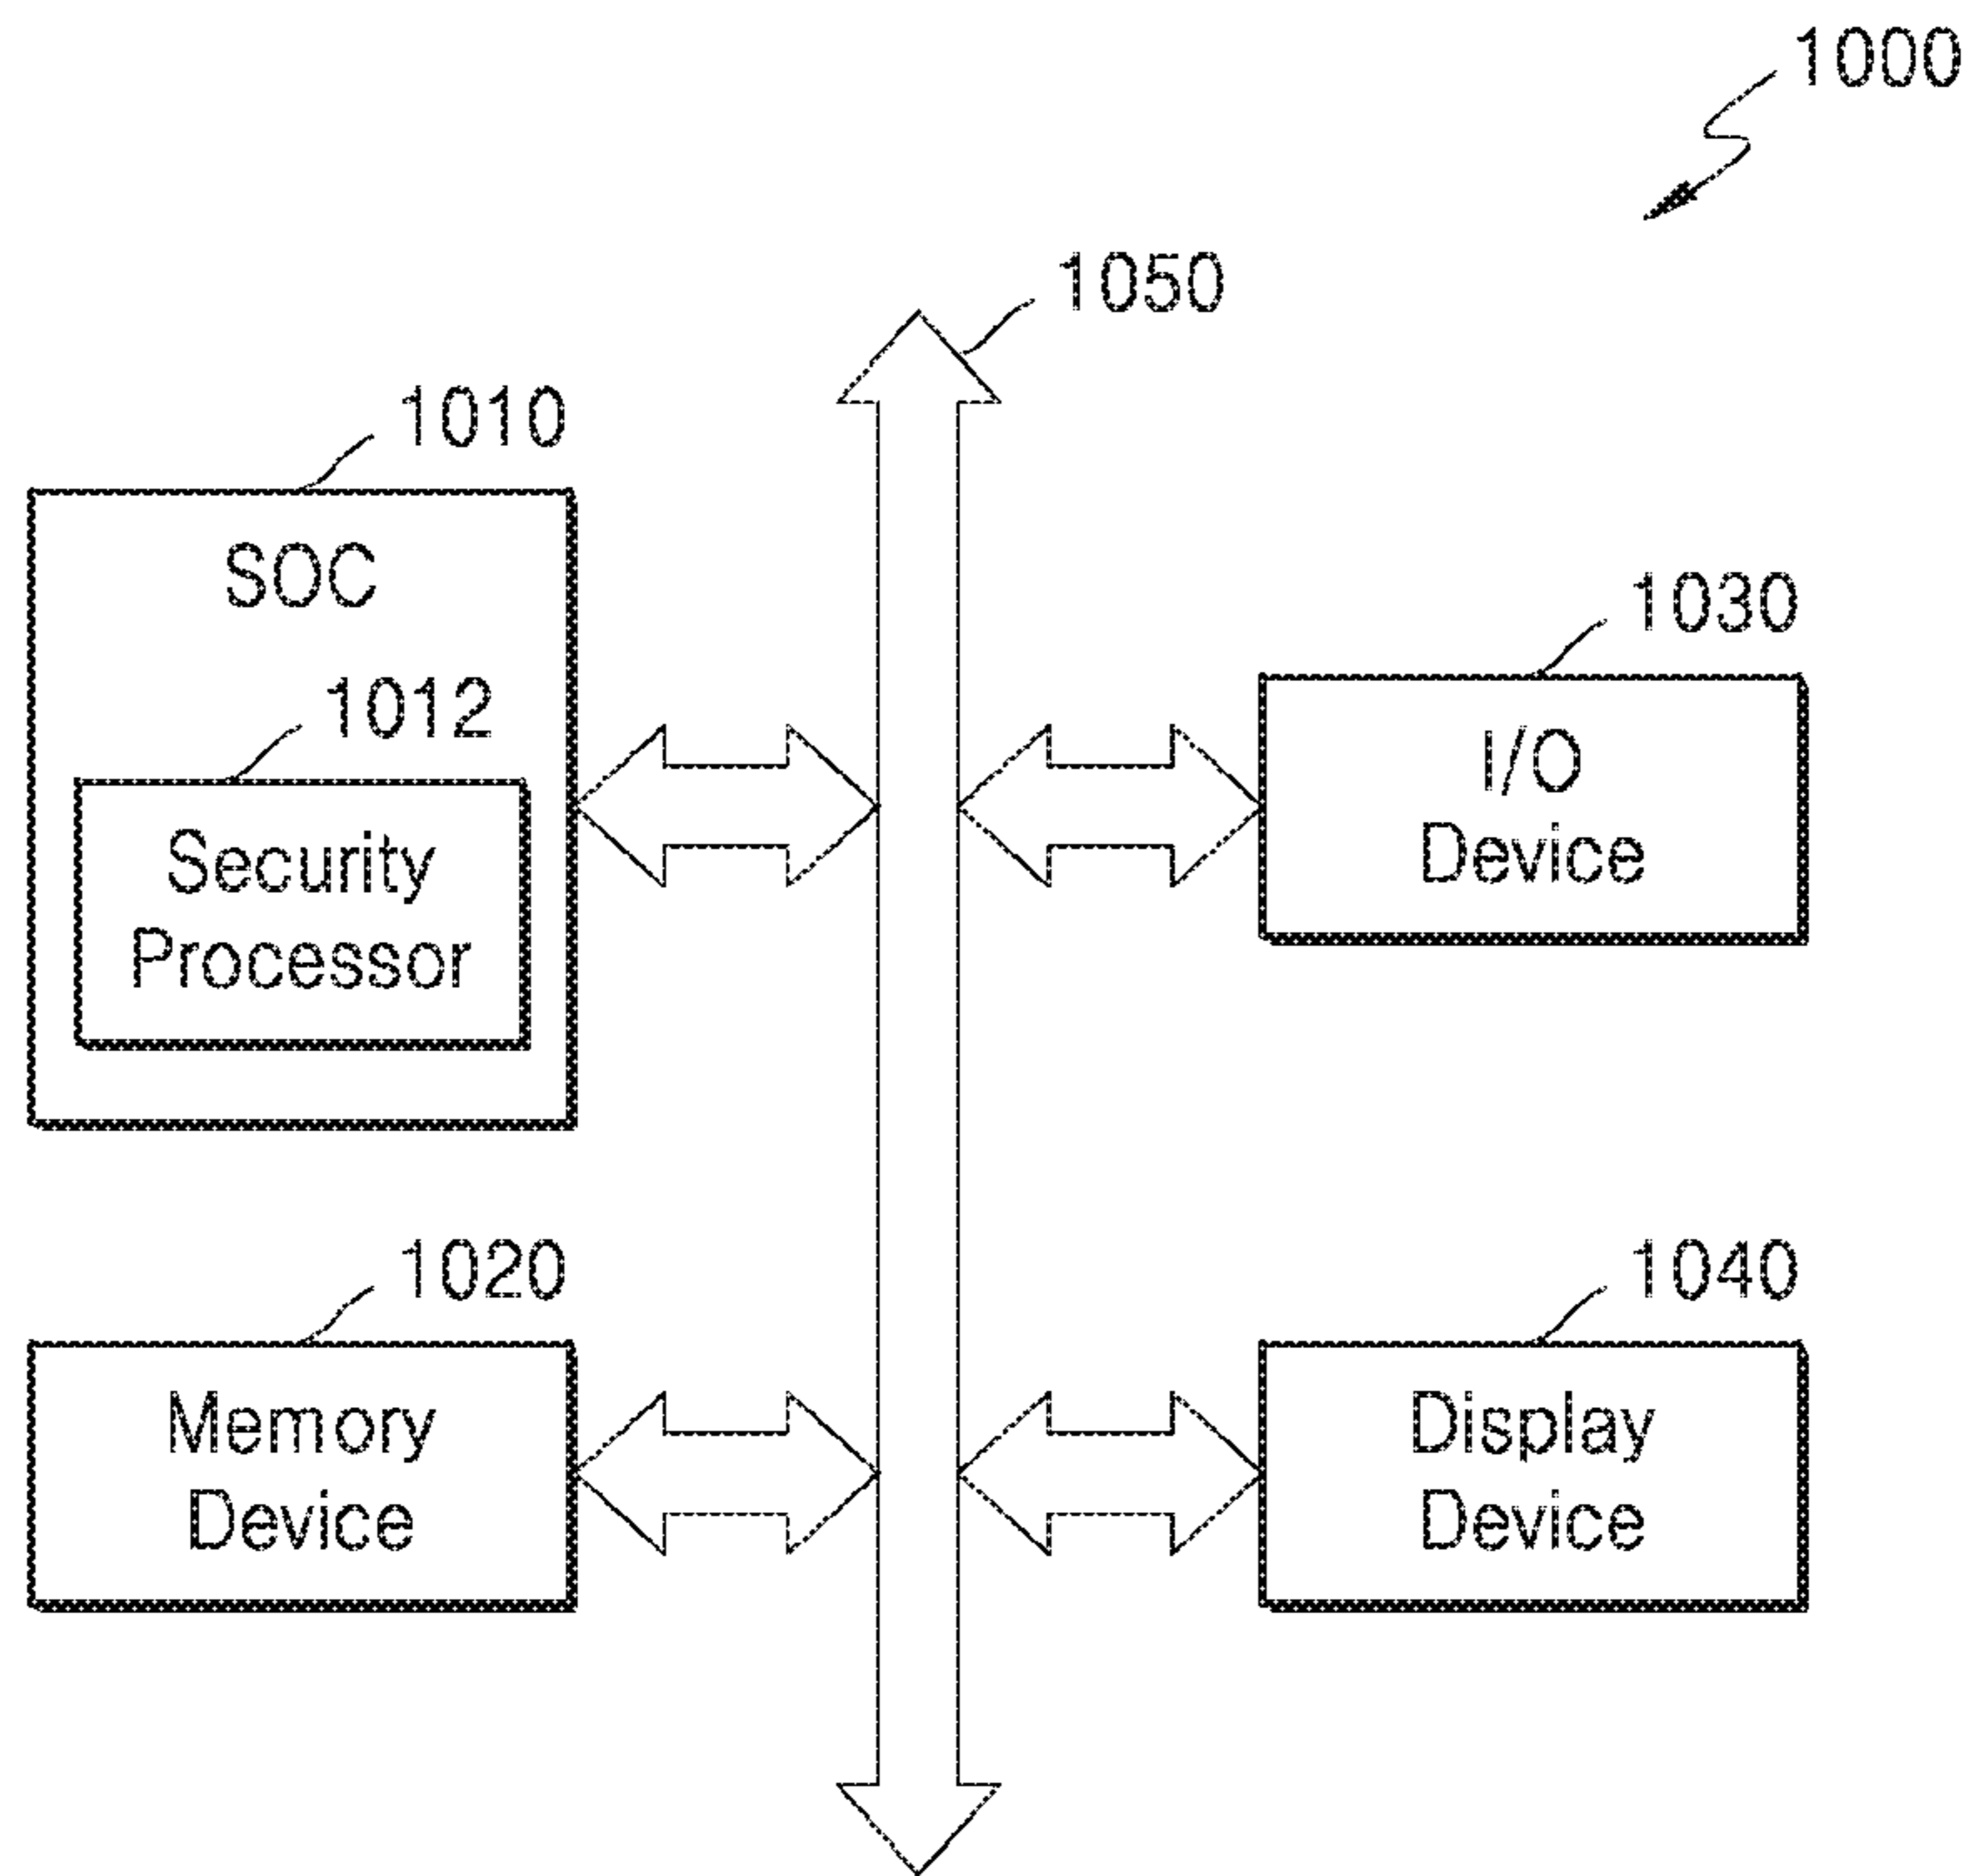 1000
1050
1010
SOC
1012
Security
Processor
1030
I/O
Device
1020
Memory
Device
1040
Display
Device